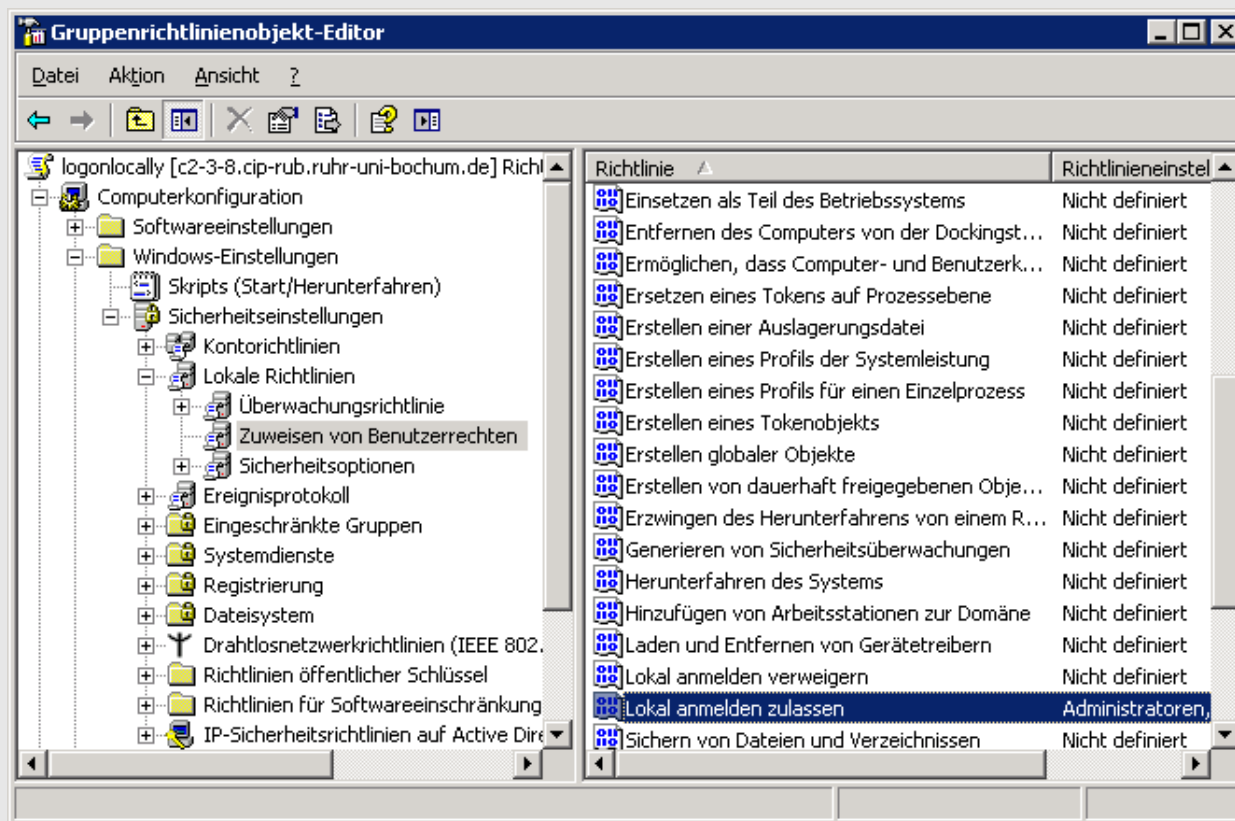 Gruppenrichtlinienobjekt-Editor
Datei Aktion Ansicht ?
logonlocally [c2-3-8.cip-rub.ruhr-uni-bochum.de] Richt
Computerkonfiguration
Softwareeinstellungen
Windows-Einstellungen
Skripts (Start/Herunterfahren)
Sicherheitseinstellungen
Kontorichtlinien
Lokale Richtlinien
Überwachungsrichtlinie
Zuweisen von Benutzerrechten
Sicherheitsoptionen
Ereignisprotokoll
Eingeschränkte Gruppen
Systemdienste
Registrierung
Dateisystem
Drahtlosnetzwerkrichtlinien (IEEE 802.
Richtlinien öffentlicher Schlüssel
Richtlinien für Softwareeinschränkung
IP-Sicherheitsrichtlinien auf Active Dire
Richtlinie Richtlinieneinstel
Einsetzen als Teil des Betriebssystems Nicht definiert
Entfernen des Computers von der Dockingst... Nicht definiert
Ermöglichen, dass Computer- und Benutzerk... Nicht definiert
Ersetzen eines Tokens auf Prozessebene Nicht definiert
Erstellen einer Auslagerungsdatei Nicht definiert
Erstellen eines Profils der Systemleistung Nicht definiert
Erstellen eines Profils für einen Einzelprozess Nicht definiert
Erstellen eines Tokenobjekts Nicht definiert
Erstellen globaler Objekte Nicht definiert
Erstellen von dauerhaft freigegebenen Obje... Nicht definiert
Erzwingen des Herunterfahrens von einem R... Nicht definiert
Generieren von Sicherheitsüberwachungen Nicht definiert
Herunterfahren des Systems Nicht definiert
Hinzufügen von Arbeitsstationen zur Domäne Nicht definiert
Laden und Entfernen von Gerätetreibern Nicht definiert
Lokal anmelden verweigern Nicht definiert
Lokal anmelden zulassen Administratoren,
Sichern von Dateien und Verzeichnissen Nicht definiert